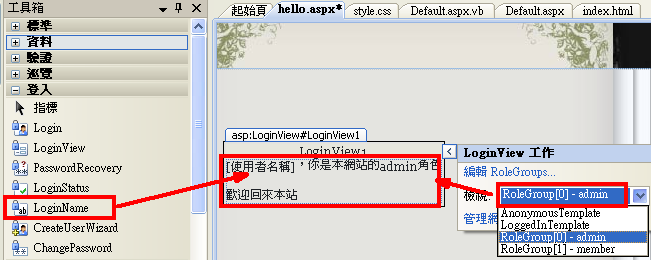 工具箱
標準
資料
驗證
巡覽
登入
指標
Login
LoginView
PasswordRecovery
LoginStatus
LoginName
CreateUserWizard
ChangePassword
起始頁 hello.aspx* style.css Default.aspx.vb Default.aspx index.html
asp:LoginView#LoginView1
LoginView1
[使用者名稱]，你是本網站的admin角色
歡迎回來本站
LoginView 工作
編輯 RoleGroups...
檢視: RoleGroup[0] - admin
AnonymousTemplate
LoggedInTemplate
RoleGroup[0] - admin
RoleGroup[1] - member
管理網